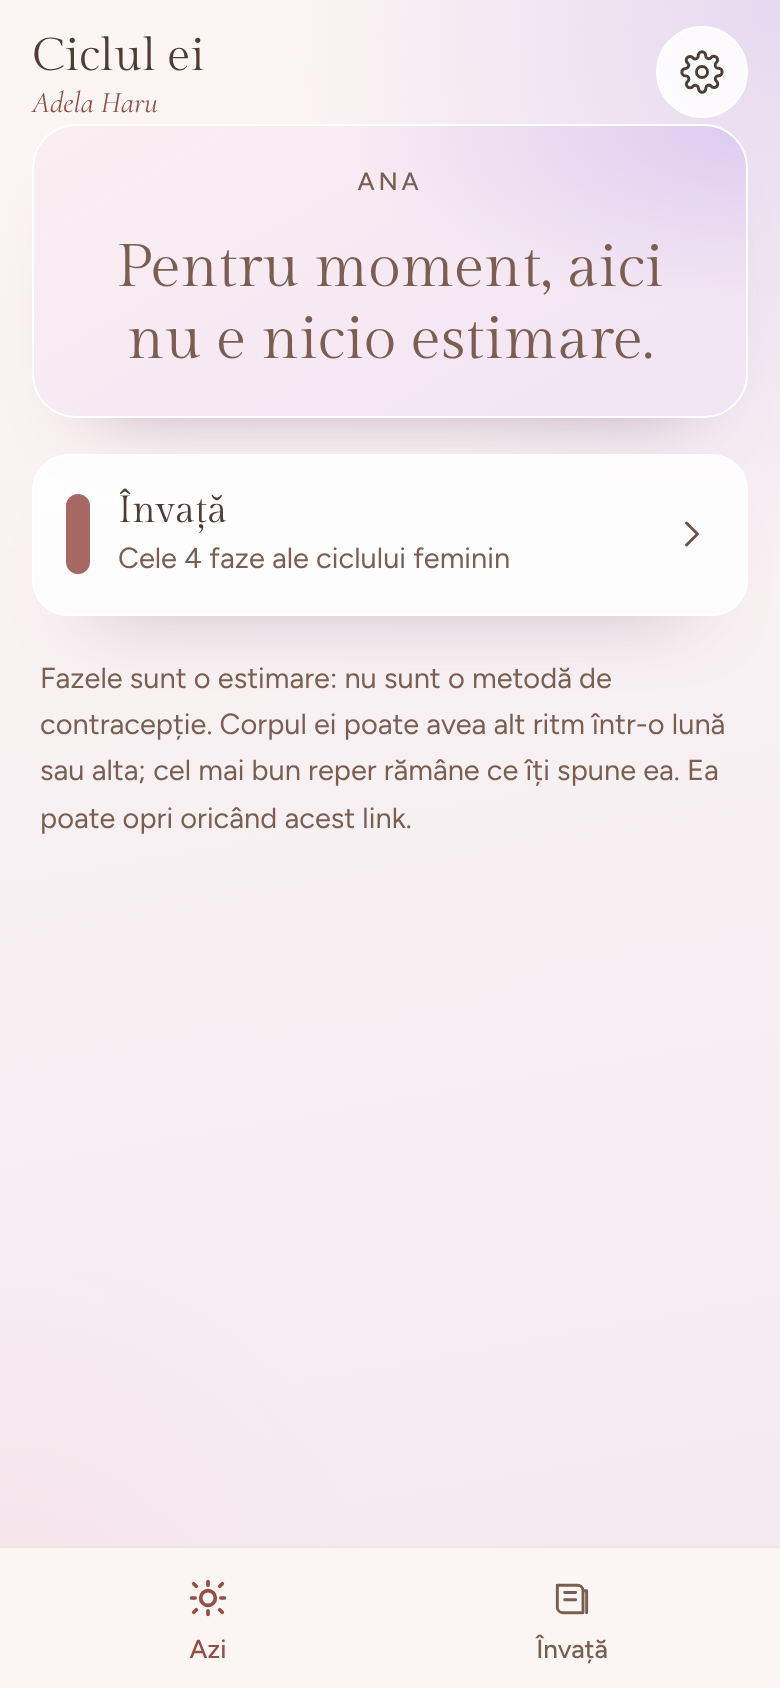 Ciclul ei
Adela Haru
ANA
Pentru moment, aici
nu e nicio estimare.
Învață
Cele 4 faze ale ciclului feminin
Fazele sunt o estimare: nu sunt o metodă de
contracepție. Corpul ei poate avea alt ritm într-o lună
sau alta; cel mai bun reper rămâne ce îți spune ea. Ea
poate opri oricând acest link.
Azi
Învață